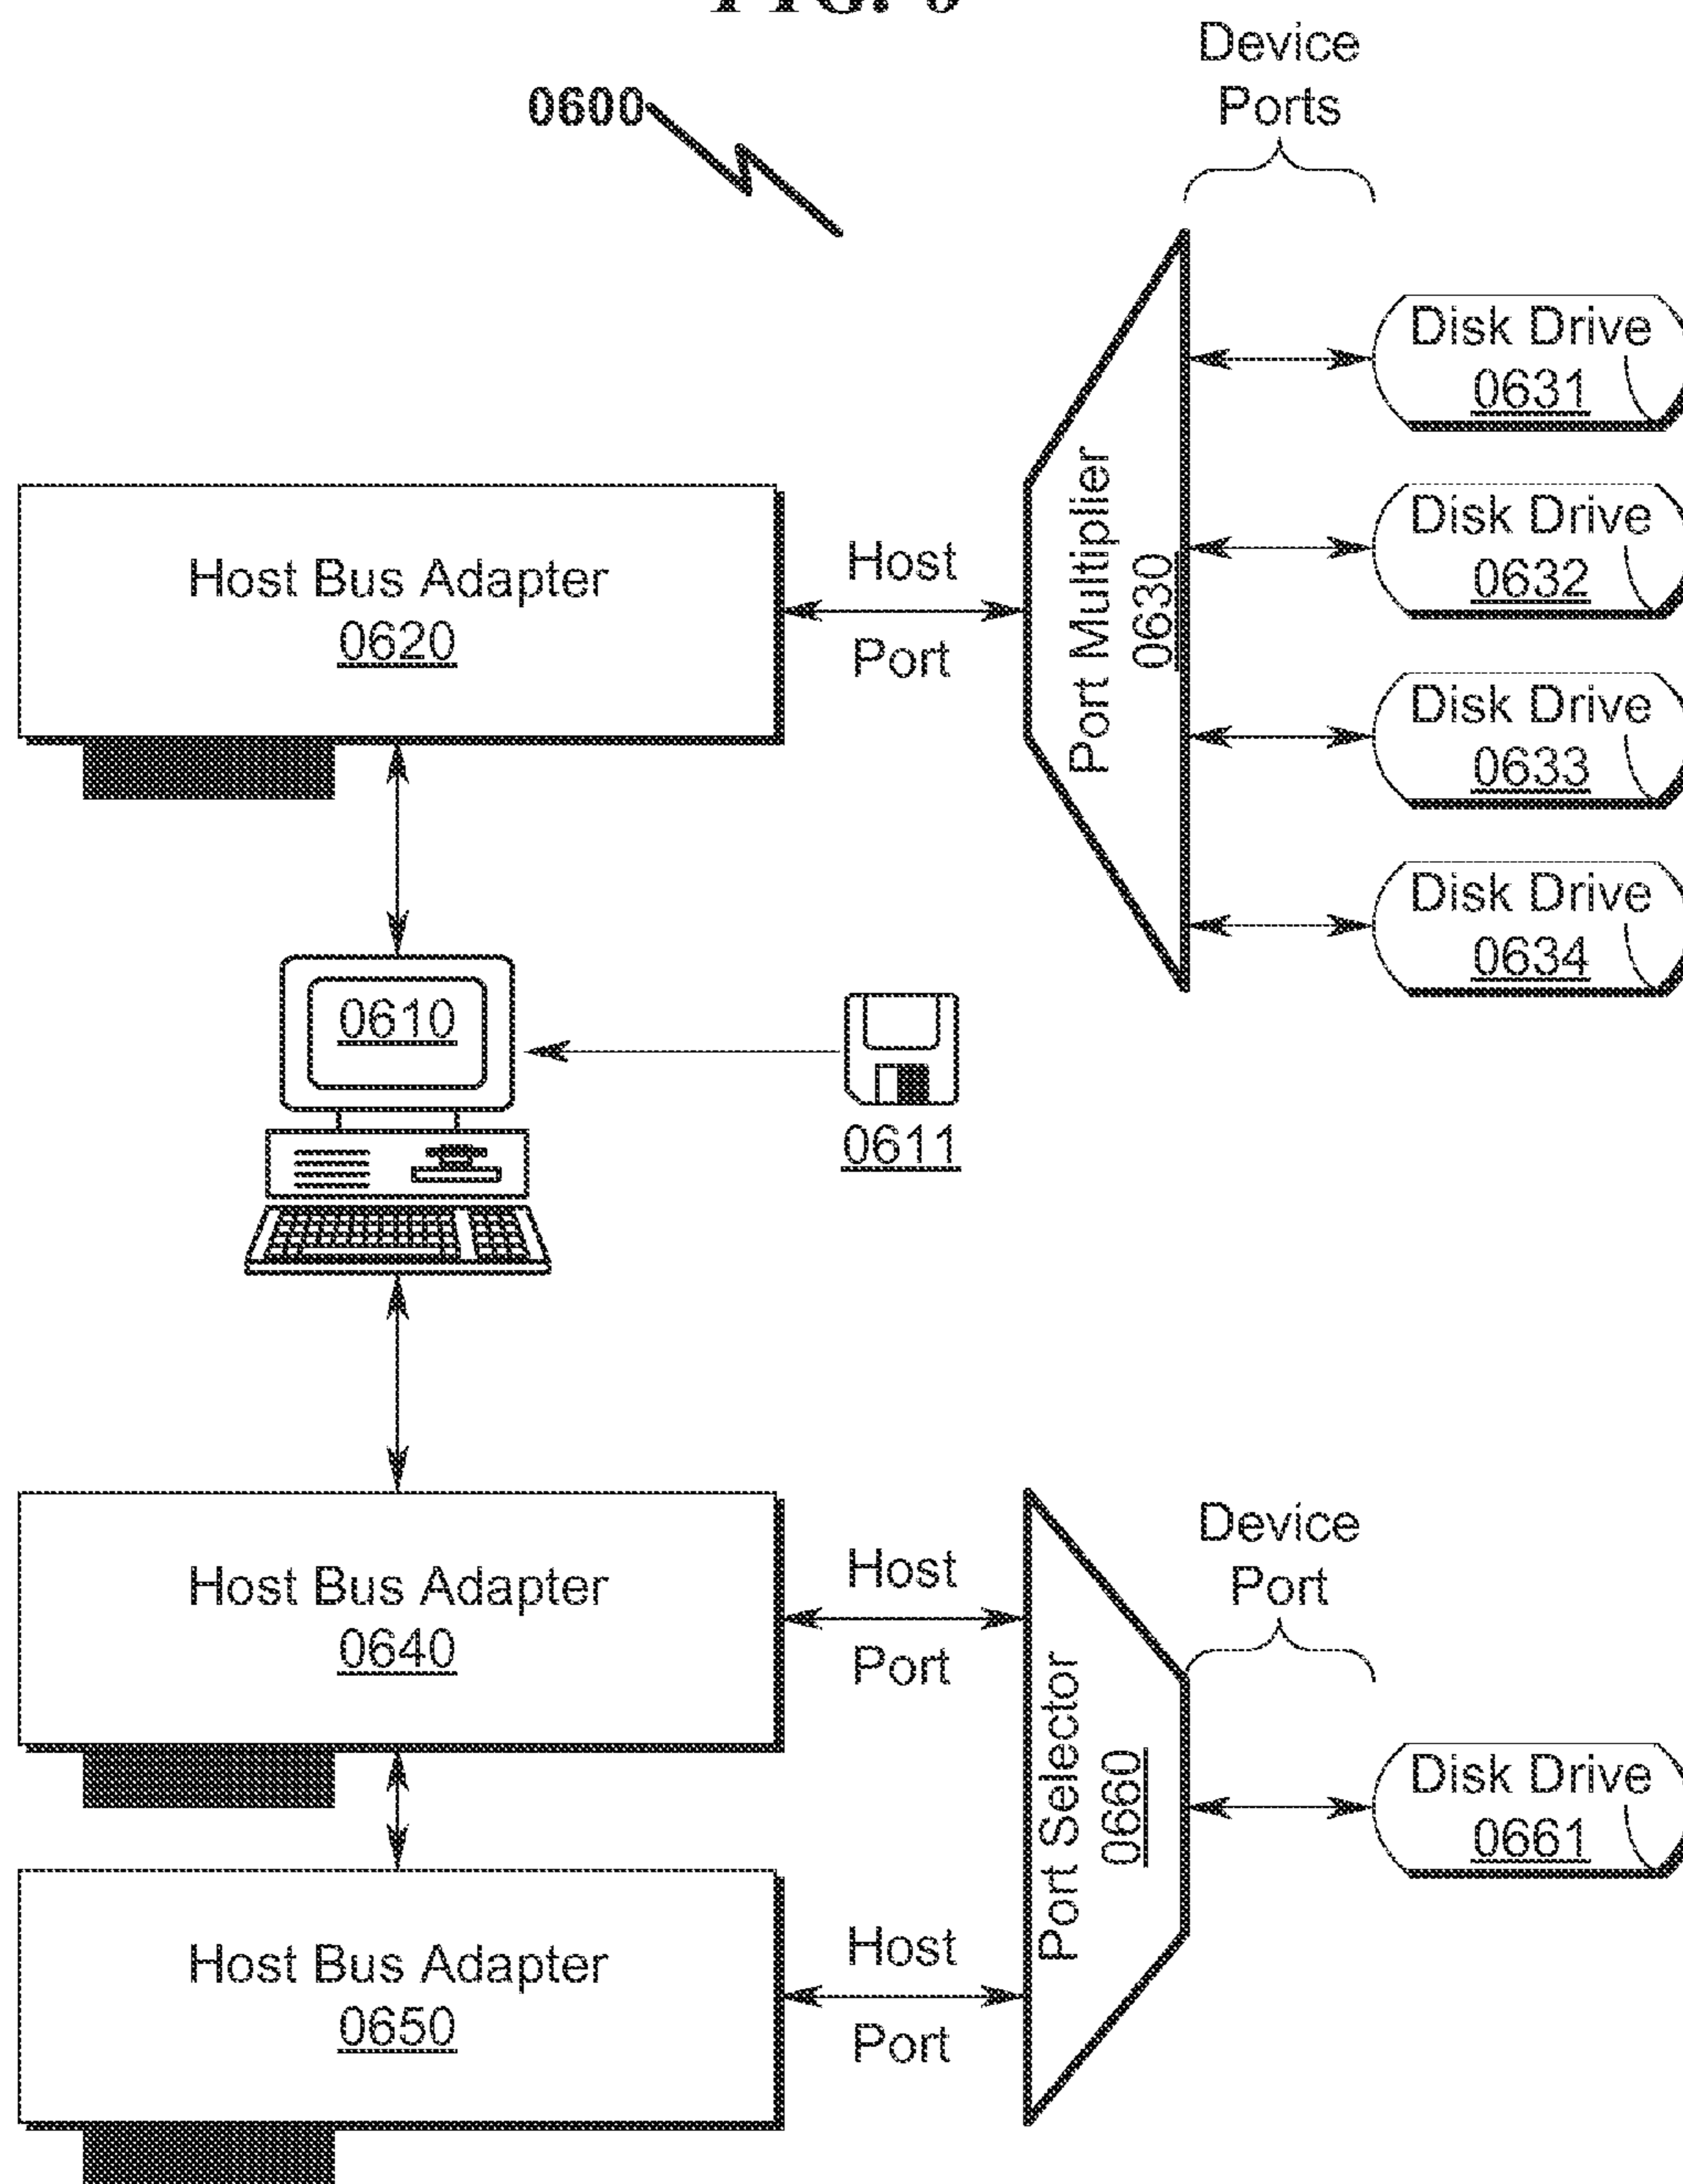 0600
Device
Ports
Disk Drive
0631
Host Bus Adapter
0620
Host
Port
Port Multiplier
0630
Disk Drive
0632
Disk Drive
0633
Disk Drive
0634
0610
0611
Host Bus Adapter
0640
Host
Port
Port Selector
0660
Device
Port
Disk Drive
0661
Host Bus Adapter
0650
Host
Port